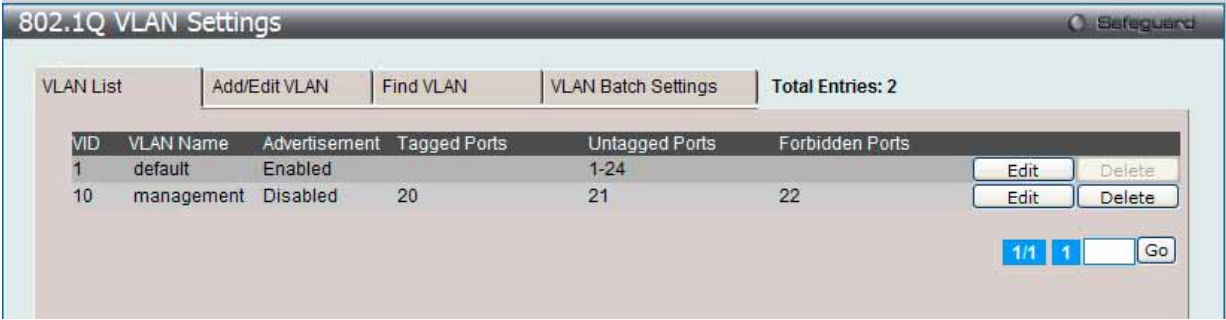 802.1Q VLAN Settings Safeguard
VLAN List Add/Edit VLAN Find VLAN VLAN Batch Settings Total Entries: 2
VID VLAN Name Advertisement Tagged Ports Untagged Ports Forbidden Ports
1 default Enabled 1-24 Edit Delete
10 management Disabled 20 21 22 Edit Delete
1/1 1 Go